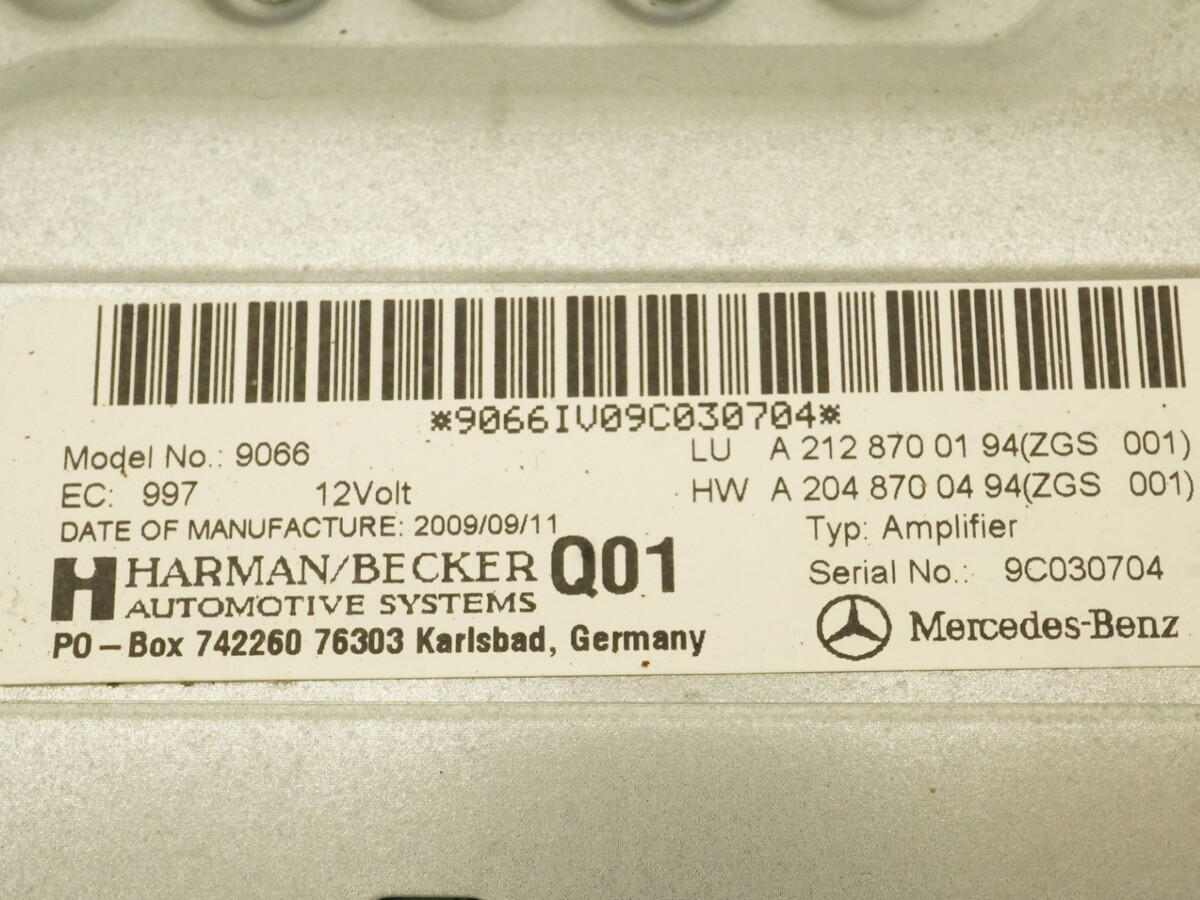 *9066IV09C030704*
Model No.: 9066
LU A 212 870 01 94(ZGS 001)
EC: 997 12Volt
HW A 204 870 04 94(ZGS 001)
DATE OF MANUFACTURE: 2009/09/11
Typ: Amplifier
HARMAN/BECKER Q01
AUTOMOTIVE SYSTEMS
Serial No.: 9C030704
PO-Box 742260 76303 Karlsbad, Germany
Mercedes-Benz